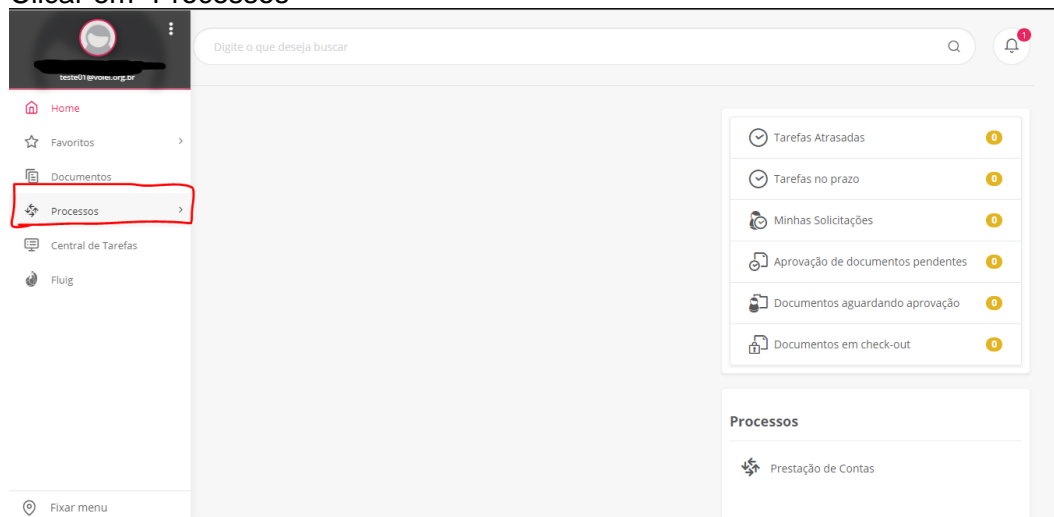 Clicar em "Processos"
Digite o que deseja buscar
1
teste01@volei.org.br
Home
Favoritos
Documentos
Processos
Central de Tarefas
Fluig
Fixar menu
Tarefas Atrasadas 0
Tarefas no prazo 0
Minhas Solicitações 0
Aprovação de documentos pendentes 0
Documentos aguardando aprovação 0
Documentos em check-out 0
Processos
Prestação de Contas